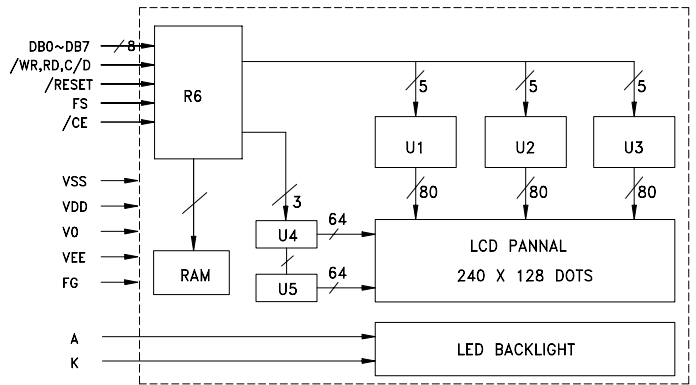 DB0~DB7
8
/WR,RD,C/D
/RESET
FS
/CE
R6
5
5
5
U1
U2
U3
VSS
VDD
VO
VEE
FG
3
80
80
80
U4
64
U5
64
RAM
LCD PANNAL
240 X 128 DOTS
A
K
LED BACKLIGHT